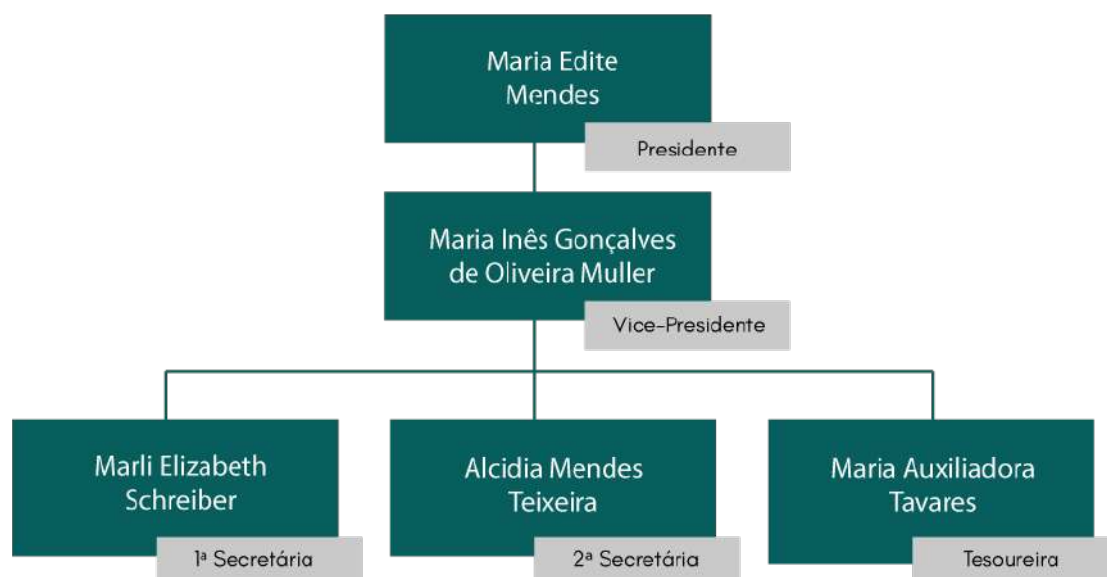 Maria Edite
Mendes
Presidente
Maria Inês Gonçalves
de Oliveira Muller
Vice-Presidente
Marli Elizabeth
Schreiber
1ª Secretária
Alcidia Mendes
Teixeira
2ª Secretária
Maria Auxiliadora
Tavares
Tesoureira